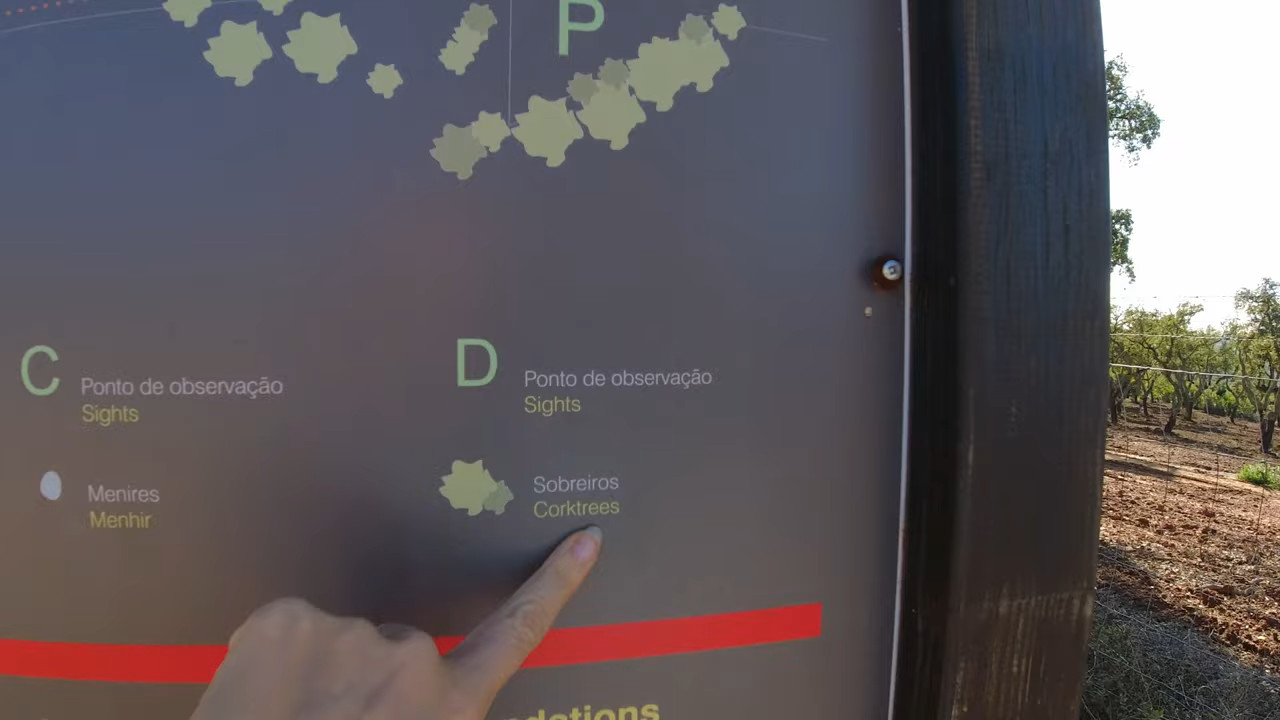 P
C
Ponto de observação
Sights
D
Ponto de observação
Sights
Menires
Menhir
Sobreiros
Corktrees